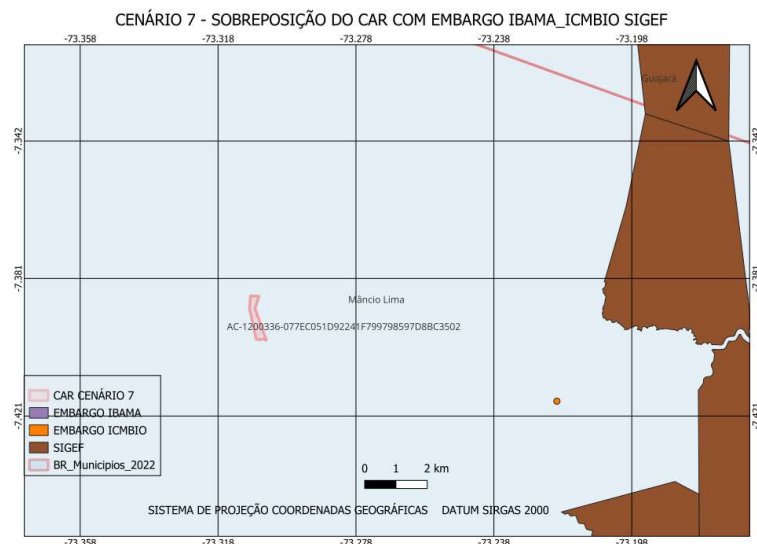 CENÁRIO 7 - SOBREPOSIÇÃO DO CAR COM EMBARGO IBAMA_ICMBIO SIGEF
-73.358 -73.318 -73.278 -73.238 -73.198
Guajará
-7.342 -7.342
-7.381 -7.381
Mâncio Lima
AC-1200336-077EC051D92241F799798597D8BC3502
CAR CENÁRIO 7
EMBARGO IBAMA
-7.421 -7.421
EMBARGO ICMBIO
SIGEF
BR_Municipios_2022
0 1 2 km
SISTEMA DE PROJEÇÃO COORDENADAS GEOGRÁFICAS DATUM SIRGAS 2000
-73.358 -73.318 -73.278 -73.238 -73.198